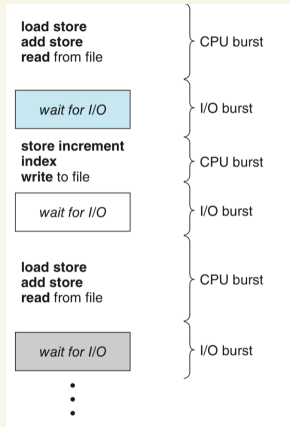 load store
add store
read from file
CPU burst
wait for I/O
I/O burst
store increment
index
write to file
CPU burst
wait for I/O
I/O burst
load store
add store
read from file
CPU burst
wait for I/O
I/O burst